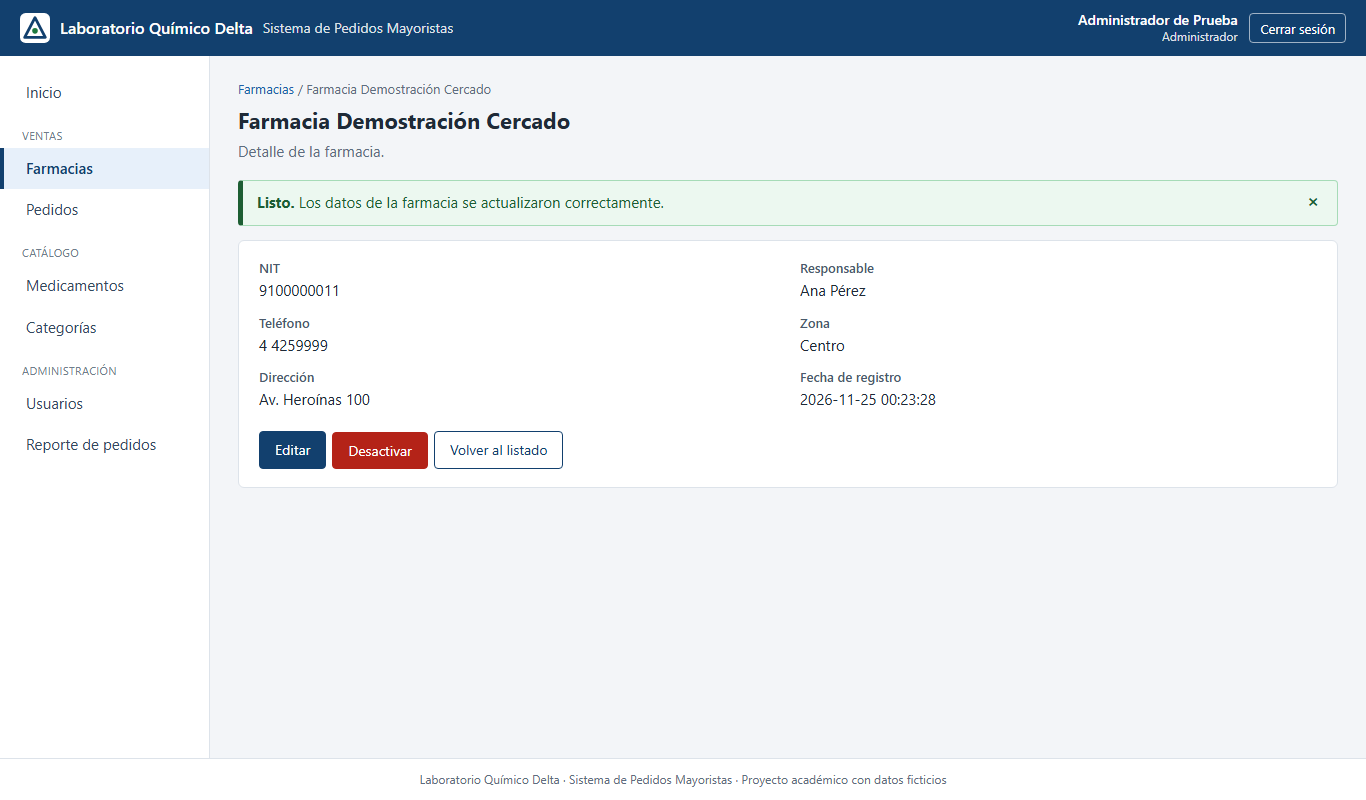 Laboratorio Químico Delta Sistema de Pedidos Mayoristas
Administrador de Prueba
Administrador
Cerrar sesión
Inicio
VENTAS
Farmacias
Pedidos
CATÁLOGO
Medicamentos
Categorías
ADMINISTRACIÓN
Usuarios
Reporte de pedidos
Farmacias / Farmacia Demostración Cercado
Farmacia Demostración Cercado
Detalle de la farmacia.
Listo. Los datos de la farmacia se actualizaron correctamente. ×
NIT
9100000011
Responsable
Ana Pérez
Teléfono
4 4259999
Zona
Centro
Dirección
Av. Heroínas 100
Fecha de registro
2026-11-25 00:23:28
Editar Desactivar Volver al listado
Laboratorio Químico Delta · Sistema de Pedidos Mayoristas · Proyecto académico con datos ficticios